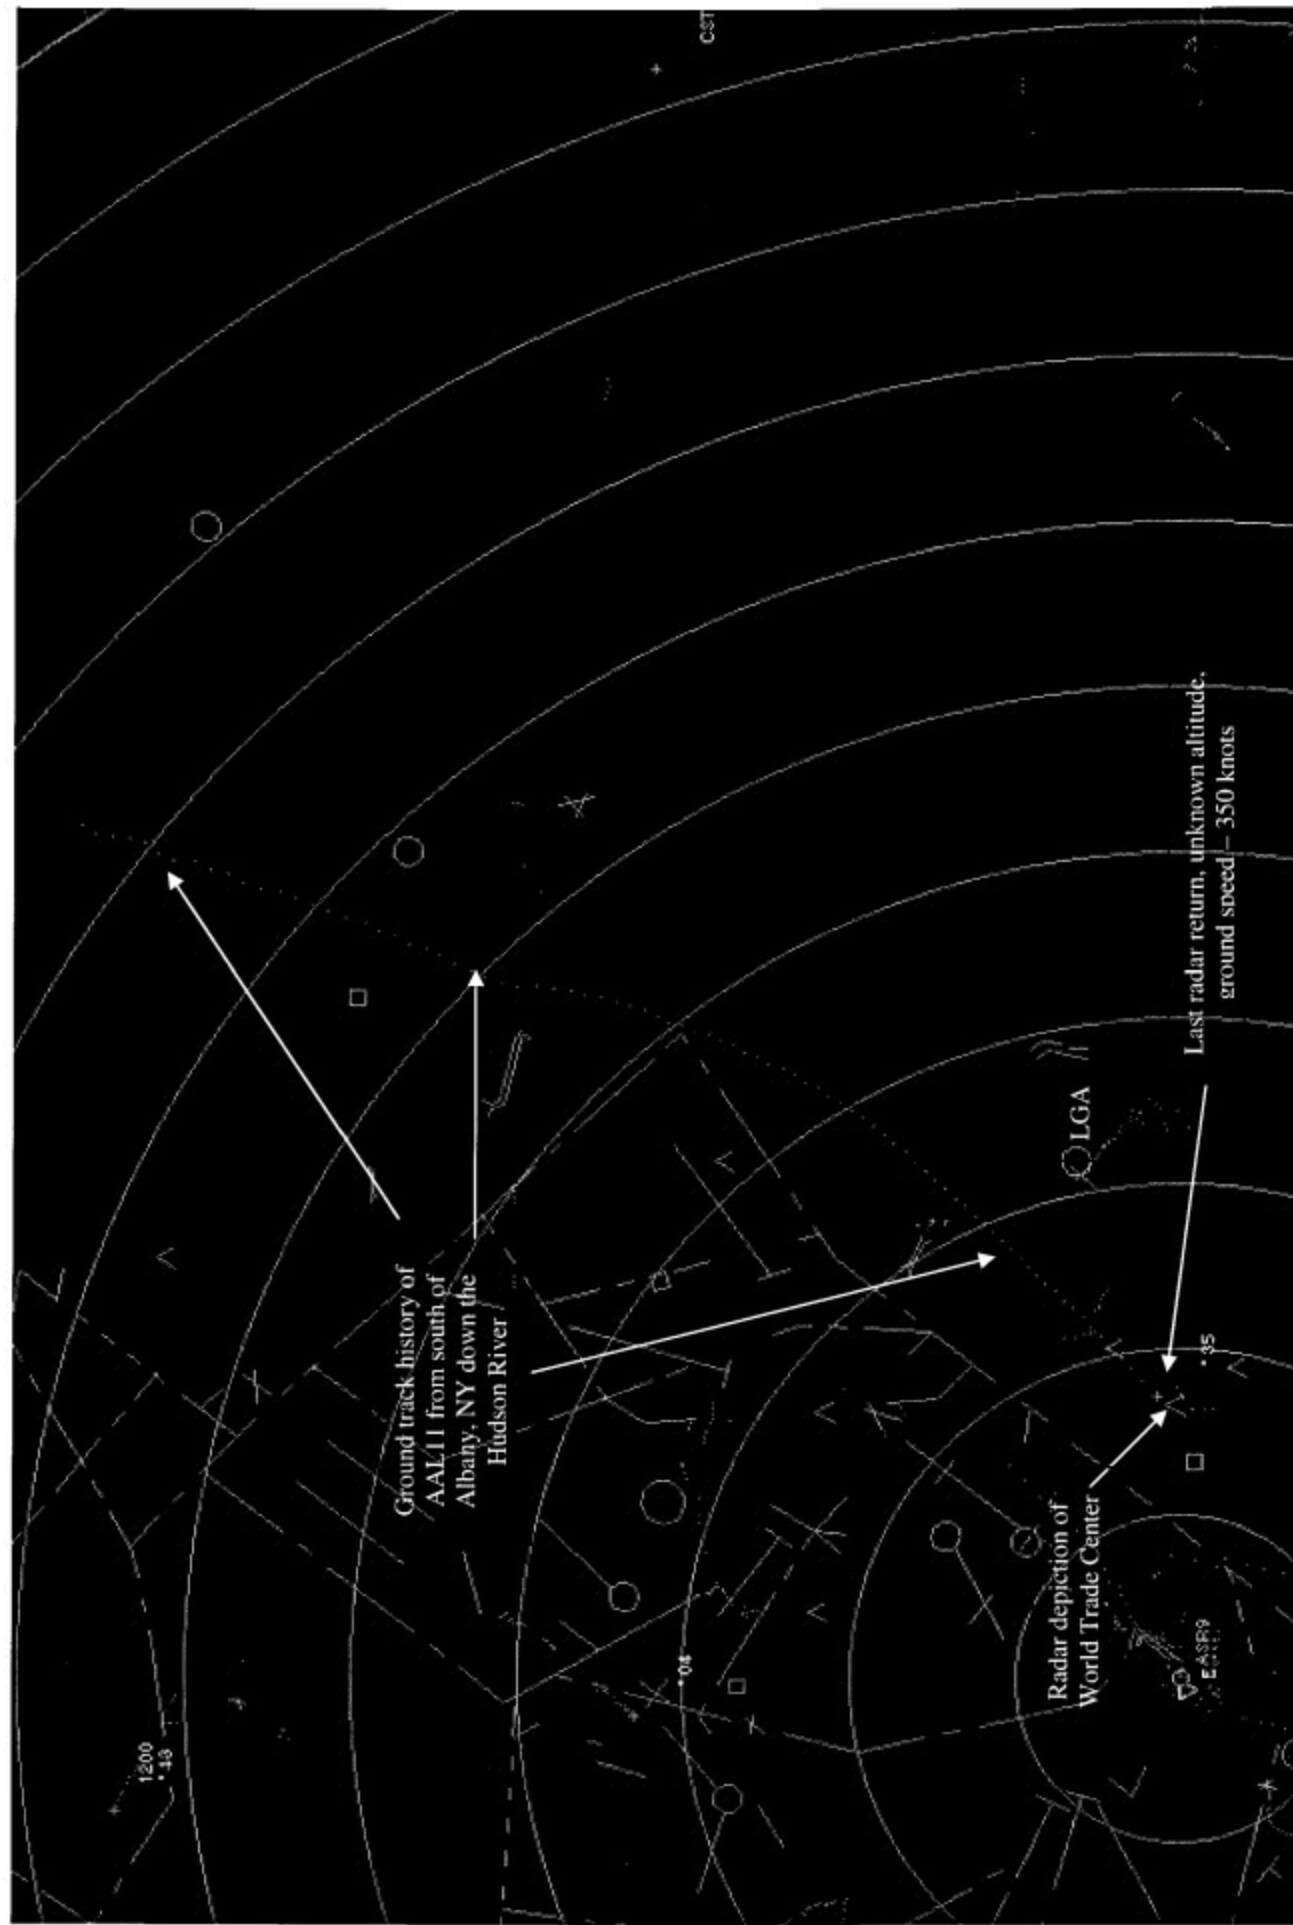 Ground track history of
AAL11 from south of
Albany, NY down the
Hudson River
Last radar return, unknown altitude,
ground speed – 350 knots
LGA
Radar depiction of
World Trade Center
1200
* 48
* 04
* 35
EASR9
CST